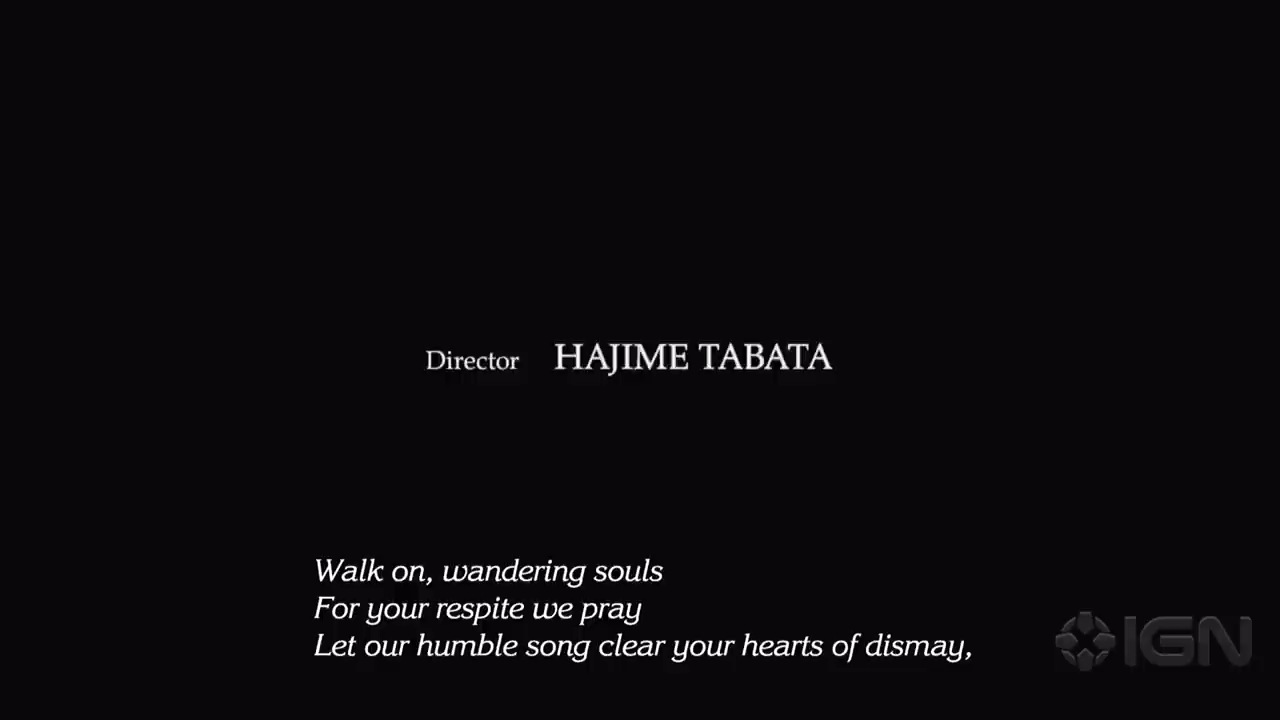 Director HAJIME TABATA
Walk on, wandering souls
For your respite we pray
Let our humble song clear your hearts of dismay,
IGN